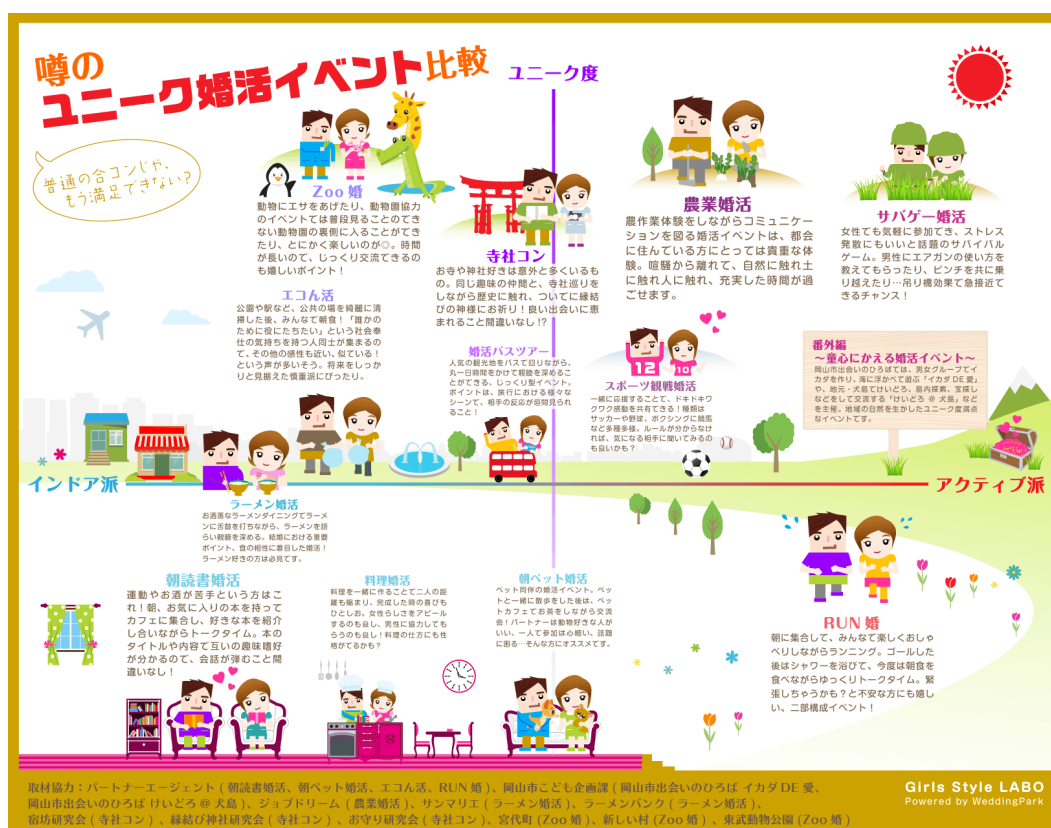 噂の
ユニーク婚活イベント比較
普通の合コンじゃ、
もう満足できない?
ユニーク度
Zoo 婚
動物にエサをあげたり、動物園協力
のイベントでは普段見ることのでき
ない動物園の裏側に入ることができ
たり、とにかく楽しいのが◎。時間
が長いので、じっくり交流できるの
も嬉しいポイント!
寺社コン
お寺や神社好きは意外と多くいるも
の。同じ趣味の仲間と、寺社巡りを
しながら歴史に触れ、ついでに縁結
びの神様にお祈り!良い出会いに恵
まれること間違いなし!?
農業婚活
農作業体験をしながらコミュニケー
ションを図る婚活イベントは、都会
に住んでいる方にとっては貴重な体
験。喧騒から離れて、自然に触れ土
に触れ人に触れ、充実した時間が過
ごせます。
サバゲー婚活
女性でも気軽に参加でき、ストレス
発散にもいいと話題のサバイバル
ゲーム。男性にエアガンの使い方を
教えてもらったり、ピンチを共に乗
り越えたり…吊り橋効果で急接近で
きるチャンス!
エコん活
公園や駅など、公共の場を綺麗に清
掃した後、みんなで朝食!「誰かの
ために役にたちたい」という社会奉
仕の気持ちを持つ人同士が集まるの
で、その他の感性も近い、似ている!
という声が多いそう。将来をしっか
りと見据えた慎重派にぴったり。
婚活バスツアー
人気の観光地をバスで回りながら、
丸一日時間をかけて親睦を深めるこ
とができる、じっくり型イベント。
ポイントは、旅行における様々な
シーンで、相手の反応が垣間見られ
ること!
12
10
スポーツ観戦婚活
一緒に応援することで、ドキドキワ
クワク感動を共有できる!種類は
サッカーや野球、ボクシングに競馬
など多種多様。ルールが分からなけ
れば、気になる相手に聞いてみるの
も良いかも?
番外編
~童心にかえる婚活イベント~
岡山市出会いのひろばでは、男女グループでイ
カダを作り、海に浮かべて遊ぶ「イカダ DE 愛」
や、地元・犬島でけいどろ、島内探索、宝探し
などをして交流する「けいどろ @ 犬島」など
を主催。地域の自然を生かしたユニーク度満点
なイベントです。
インドア派
アクティブ派
ラーメン婚活
お洒落なラーメンダイニングでラーメ
ンに舌鼓を打ちながら、ラーメンを語
らい親睦を深める。結婚における重要
ポイント、食の相性に着目した婚活!
ラーメン好きの方は必見です。
朝読書婚活
運動やお酒が苦手という方はこ
れ!朝、お気に入りの本を持って
カフェに集合し、好きな本を紹介
し合いながらトークタイム。本の
タイトルや内容で互いの趣味嗜好
が分かるので、会話が弾むこと間
違いなし!
料理婚活
料理を一緒に作ることで二人の距
離も縮まり、完成した時の喜びも
ひとしお。女性らしさをアピール
するのも良し、男性に協力しても
らうのも良し!料理の仕方にも性
格がでるかも?
朝ペット婚活
ペット同伴の婚活イベント。ペッ
トと一緒に散歩をした後は、ペッ
トカフェでお茶をしながら交流
会!パートナーは動物好きな人が
いい、一人で参加は心細い、話題
に困る…そんな方にオススメです。
RUN 婚
朝に集合して、みんなで楽しくおしゃ
べりしながらランニング。ゴールした
後はシャワーを浴びて、今度は朝食を
食べながらゆっくりトークタイム。緊
張しちゃうかも?と不安な方にも嬉し
い、二部構成イベント!
取材協力:パートナーエージェント ( 朝読書婚活、朝ペット婚活、エコん活、RUN 婚 )、岡山市こども企画課 ( 岡山市出会いのひろば イカダ DE 愛、
岡山市出会いのひろば けいどろ @ 犬島 )、ジョブドリーム ( 農業婚活 )、サンマリエ ( ラーメン婚活 )、ラーメンバンク ( ラーメン婚活 )、
宿坊研究会 ( 寺社コン ) 、縁結び神社研究会 ( 寺社コン ) 、お守り研究会 ( 寺社コン )、宮代町 (Zoo 婚 )、新しい村 (Zoo 婚 ) 、東武動物公園 (Zoo 婚 )
Girls Style LABO
Powered by WeddingPark